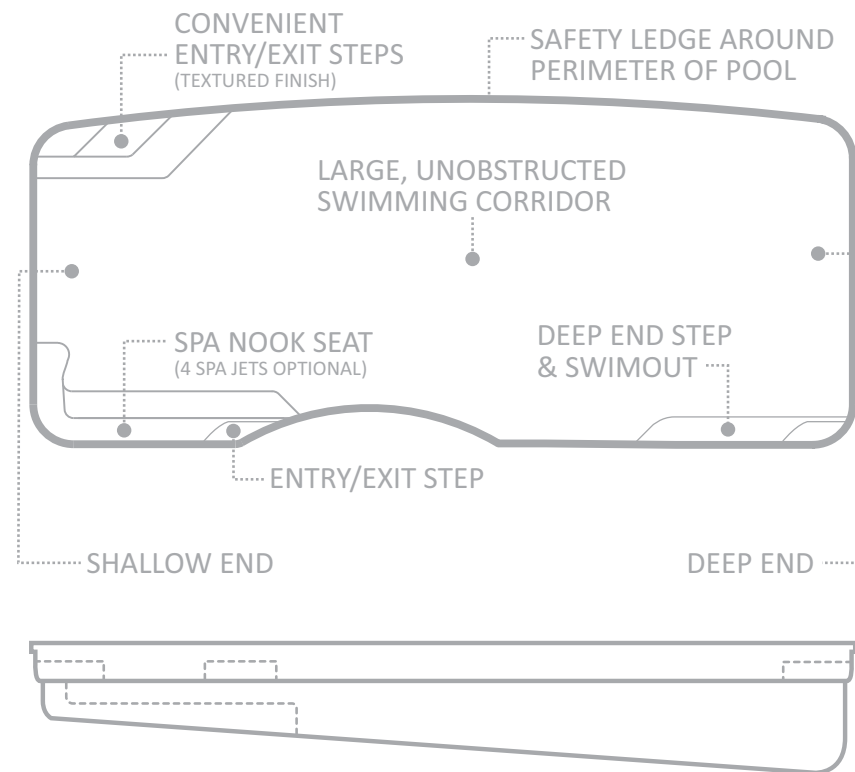 CONVENIENT
ENTRY/EXIT STEPS
(TEXTURED FINISH)
SAFETY LEDGE AROUND
PERIMETER OF POOL
LARGE, UNOBSTRUCTED
SWIMMING CORRIDOR
SPA NOOK SEAT
(4 SPA JETS OPTIONAL)
DEEP END STEP
& SWIMOUT
ENTRY/EXIT STEP
SHALLOW END
DEEP END